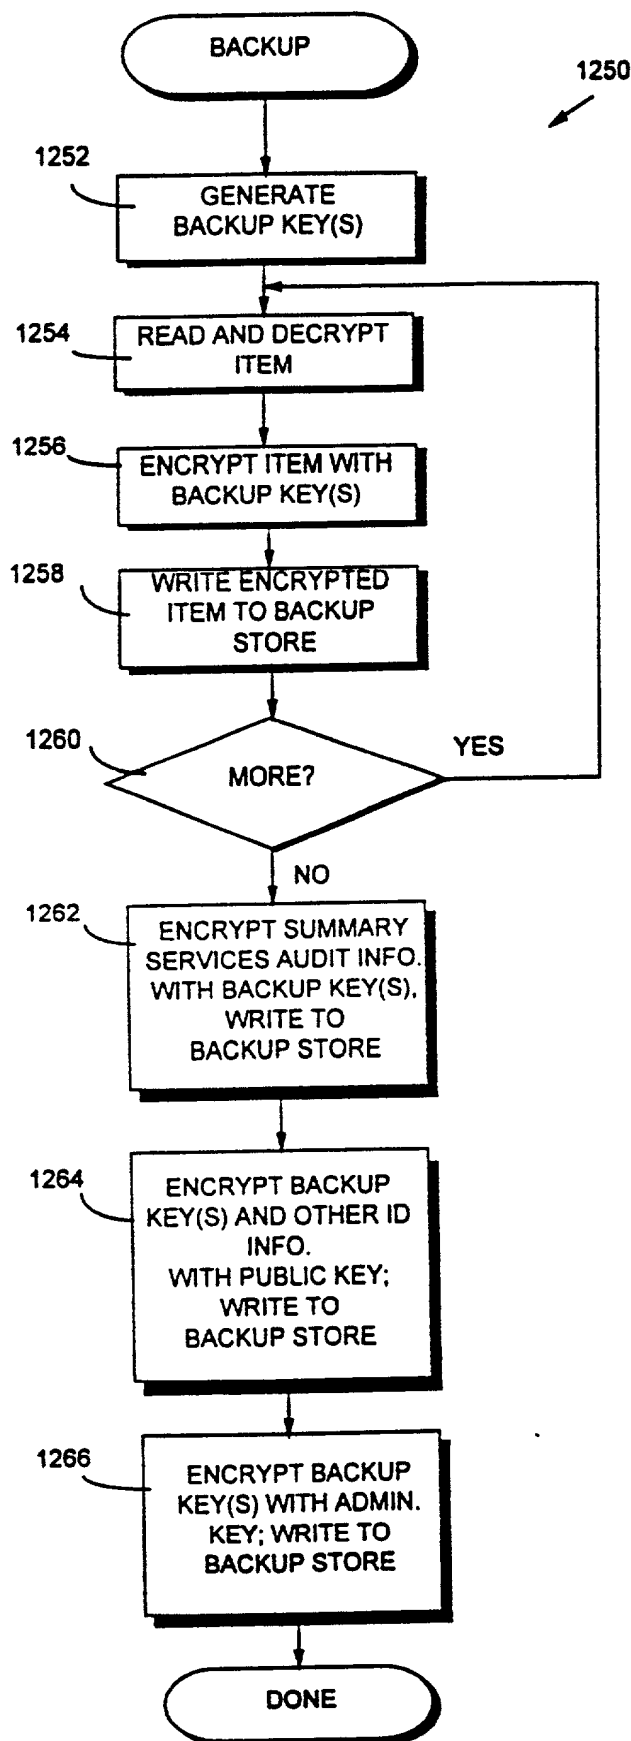 BACKUP
1250
1252
GENERATE
BACKUP KEY(S)
1254
READ AND DECRYPT
ITEM
1256
ENCRYPT ITEM WITH
BACKUP KEY(S)
1258
WRITE ENCRYPTED
ITEM TO BACKUP
STORE
1260
MORE?
YES
NO
1262
ENCRYPT SUMMARY
SERVICES AUDIT INFO.
WITH BACKUP KEY(S),
WRITE TO
BACKUP STORE
1264
ENCRYPT BACKUP
KEY(S) AND OTHER ID
INFO.
WITH PUBLIC KEY;
WRITE TO
BACKUP STORE
1266
ENCRYPT BACKUP
KEY(S) WITH ADMIN.
KEY; WRITE TO
BACKUP STORE
DONE